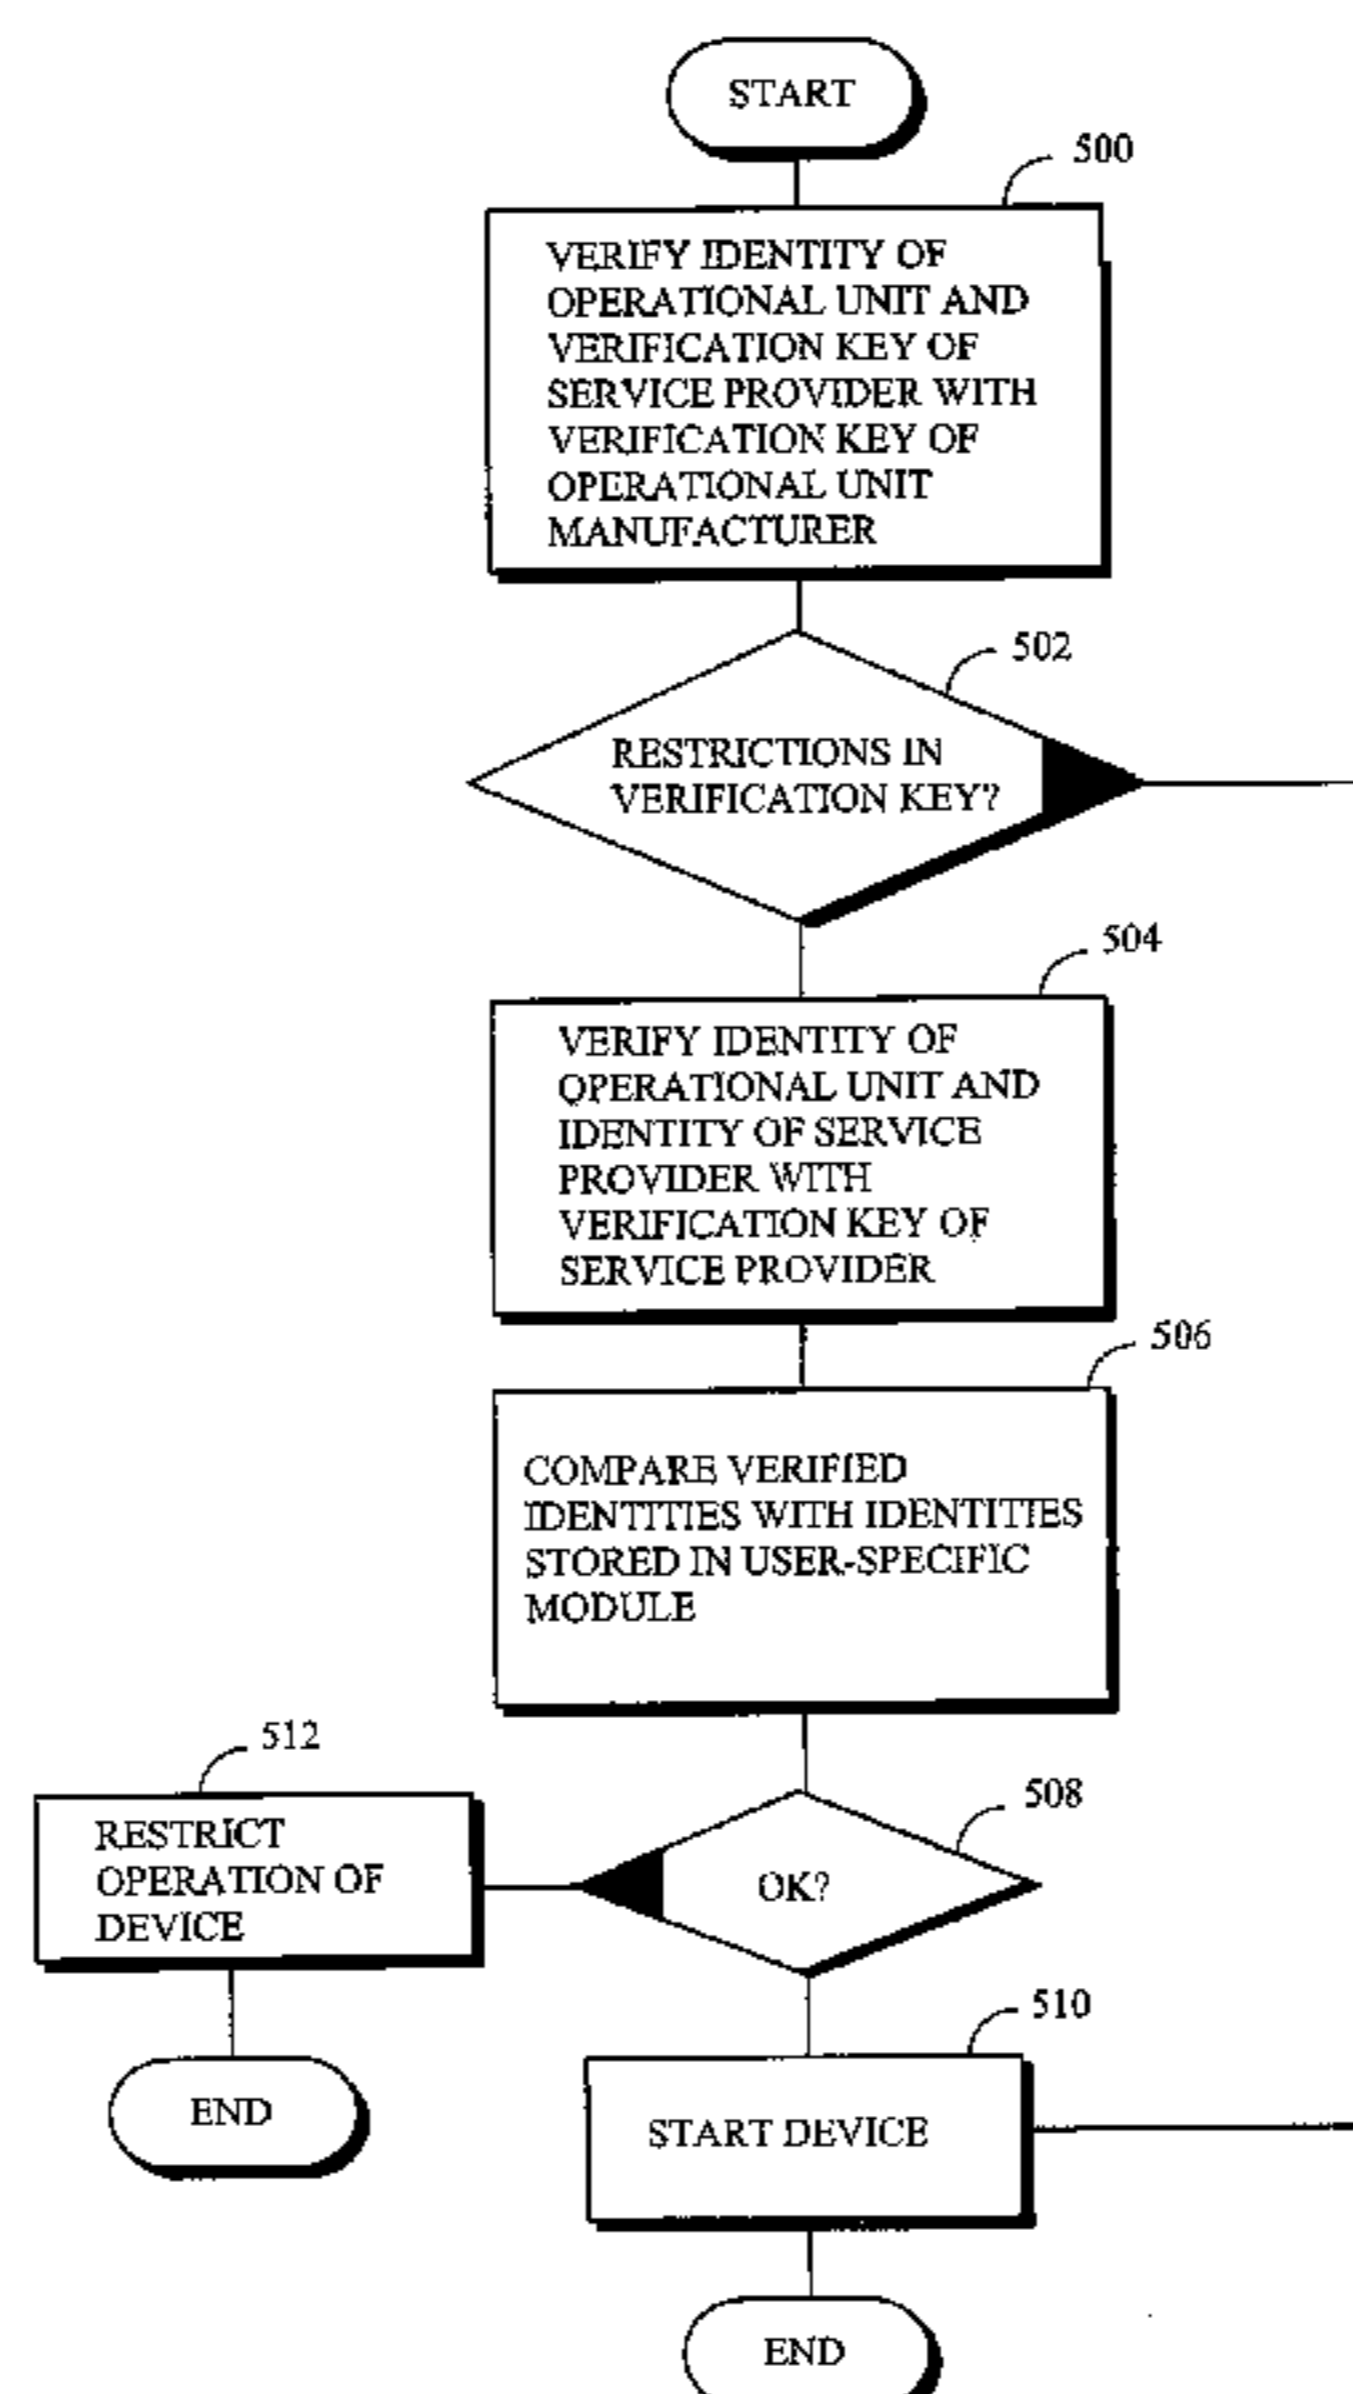 START
500
VERIFY IDENTITY OF
OPERATIONAL UNIT AND
VERIFICATION KEY OF
SERVICE PROVIDER WITH
VERIFICATION KEY OF
OPERATIONAL UNIT
MANUFACTURER
502
RESTRICTIONS IN
VERIFICATION KEY?
504
VERIFY IDENTITY OF
OPERATIONAL UNIT AND
IDENTITY OF SERVICE
PROVIDER WITH
VERIFICATION KEY OF
SERVICE PROVIDER
506
COMPARE VERIFIED
IDENTITIES WITH IDENTITIES
STORED IN USER-SPECIFIC
MODULE
512
RESTRICT
OPERATION OF
DEVICE
508
OK?
510
END
START DEVICE
END